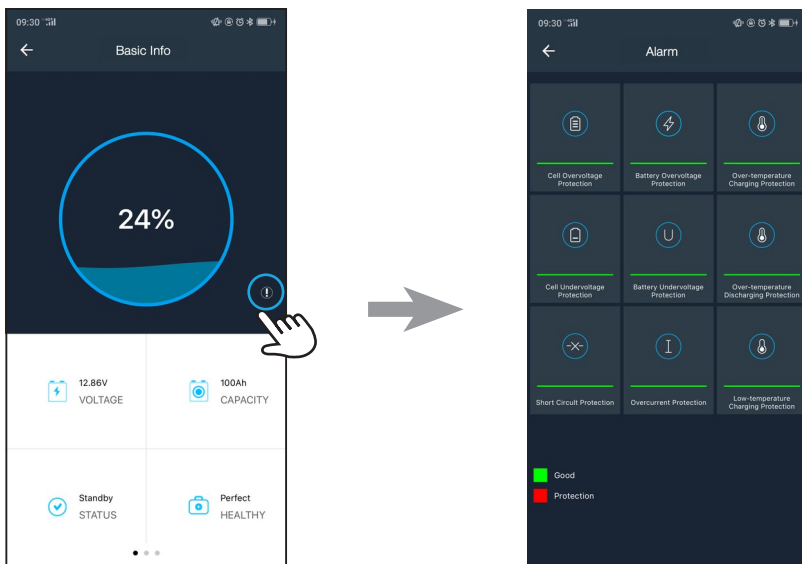 09:30
Basic Info
24%
12.86V
VOLTAGE
100Ah
CAPACITY
Standby
STATUS
Perfect
HEALTHY
09:30
Alarm
Cell Overvoltage
Protection
Battery Overvoltage
Protection
Over-temperature
Charging Protection
Cell Undervoltage
Protection
Battery Undervoltage
Protection
Over-temperature
Discharging Protection
Short Circult Protection
Overcurrent Protection
Low-temperature
Charging Protection
Good
Protection